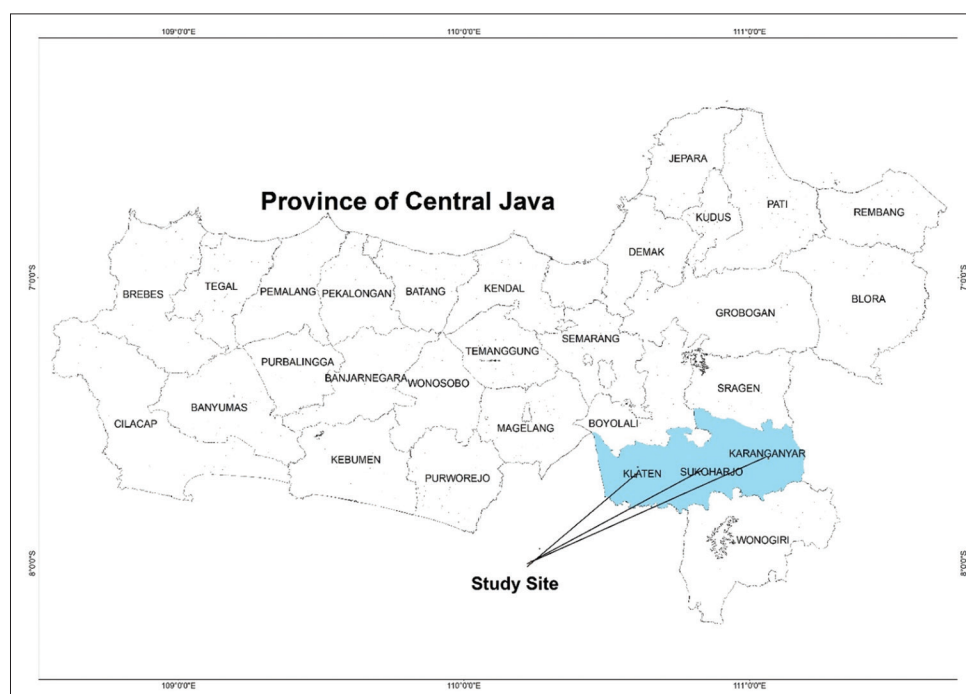 109°0'0"E 110°0'0"E 111°0'0"E
JEPARA
Province of Central Java
PATI
KUDUS
REMBANG
DEMAK
7°0'0"S
7°0'0"S
BREBES
TEGAL
PEMALANG
PEKALONGAN
BATANG
KENDAL
BLORA
GROBOGAN
SEMARANG
TEMANGGUNG
PURBALINGGA
BANJARNEGARA
WONOSOBO
SRAGEN
BANYUMAS
CILACAP
MAGELANG
BOYOLALI
KARANGANYAR
KEBUMEN
PURWOREJO
KLATEN
SUKOHARJO
WONOGIRI
8°0'0"S
8°0'0"S
Study Site
109°0'0"E 110°0'0"E 111°0'0"E